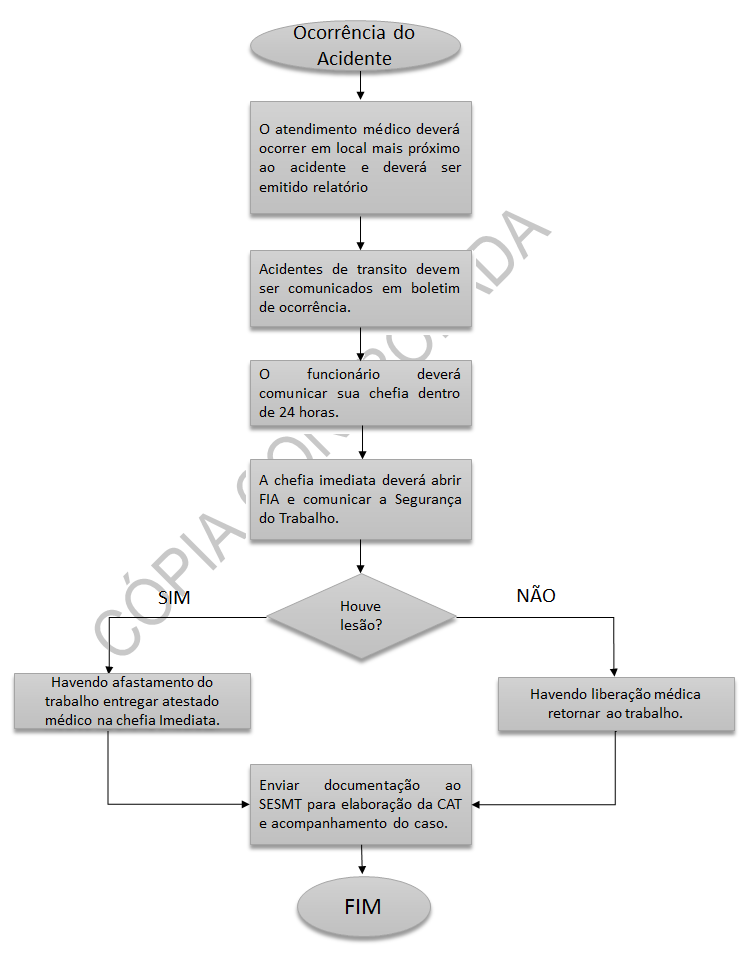 Ocorrência do
Acidente
O atendimento médico deverá
ocorrer em local mais próximo
ao acidente e deverá ser
emitido relatório
Acidentes de transito devem
ser comunicados em boletim
de ocorrência.
O funcionário deverá
comunicar sua chefia dentro
de 24 horas.
A chefia imediata deverá abrir
FIA e comunicar a Segurança
do Trabalho.
Houve
lesão?
SIM
NÃO
Havendo afastamento do
trabalho entregar atestado
médico na chefia Imediata.
Havendo liberação médica
retornar ao trabalho.
Enviar documentação ao
SESMT para elaboração da CAT
e acompanhamento do caso.
FIM
CÓPIA